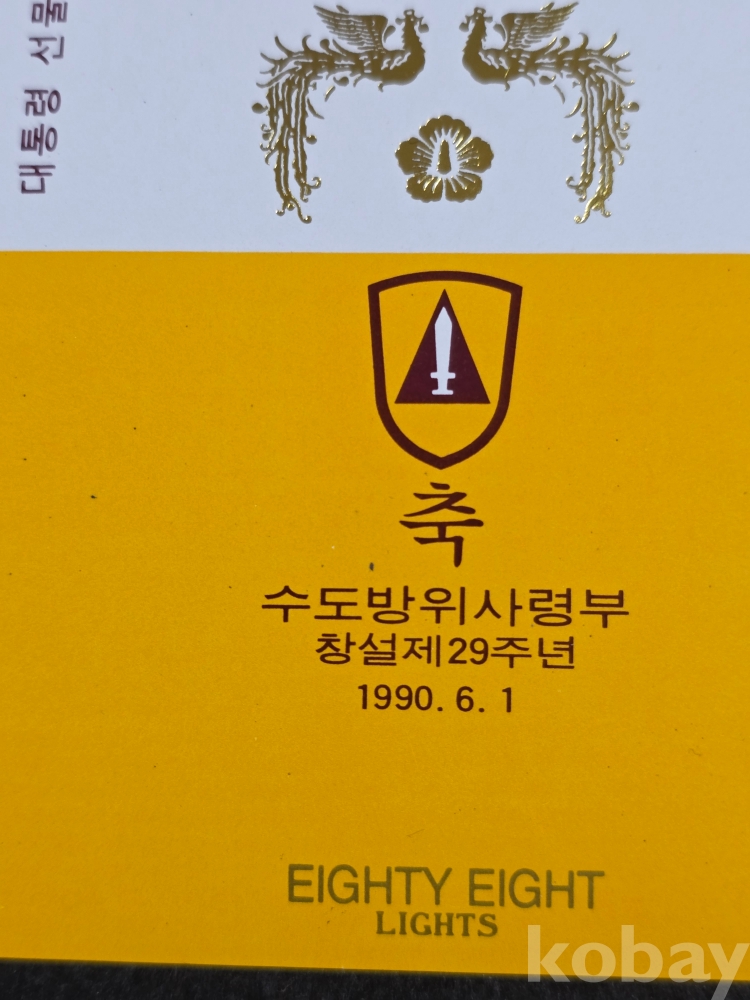 대통령 선물
축
수도방위사령부
창설제29주년
1990. 6. 1
EIGHTY EIGHT
LIGHTS
kobay